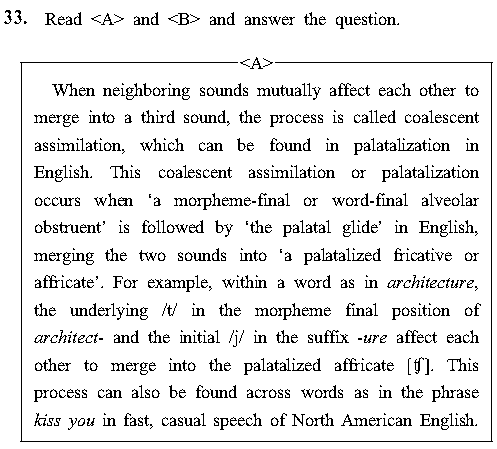 33. Read <A> and <B> and answer the question.
<A>
When neighboring sounds mutually affect each other to
merge into a third sound, the process is called coalescent
assimilation, which can be found in palatalization in
English. This coalescent assimilation or palatalization
occurs when ‘a morpheme-final or word-final alveolar
obstruent’ is followed by ‘the palatal glide’ in English,
merging the two sounds into ‘a palatalized fricative or
affricate’. For example, within a word as in architecture,
the underlying /t/ in the morpheme final position of
architect- and the initial /j/ in the suffix -ure affect each
other to merge into the palatalized affricate [ʧ]. This
process can also be found across words as in the phrase
kiss you in fast, casual speech of North American English.